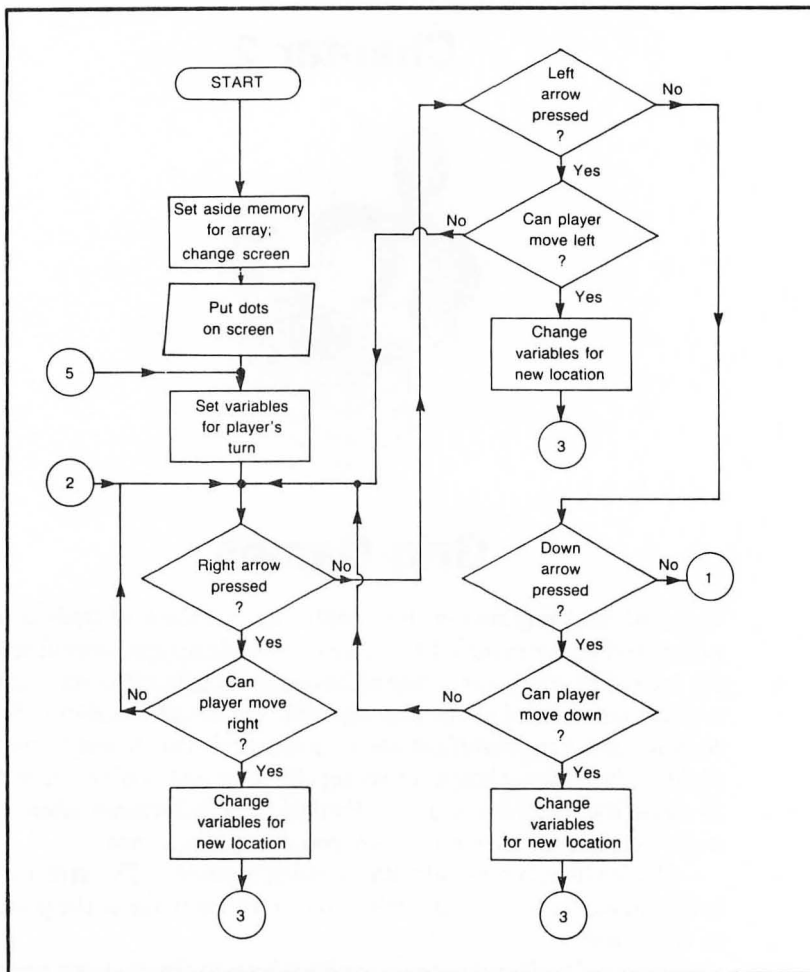 START
Set aside memory
for array;
change screen
Put dots
on screen
5
Set variables
for player's
turn
2
Right arrow
pressed
?
No
Yes
Can
player move
right
?
No
Yes
Change
variables for
new location
3
Left
arrow
pressed
?
No
Yes
Can player
move left
?
No
Yes
Change
variables for
new location
3
Down
arrow
pressed
?
No
1
Yes
Can player
move down
?
No
Yes
Change
variables
for new location
3